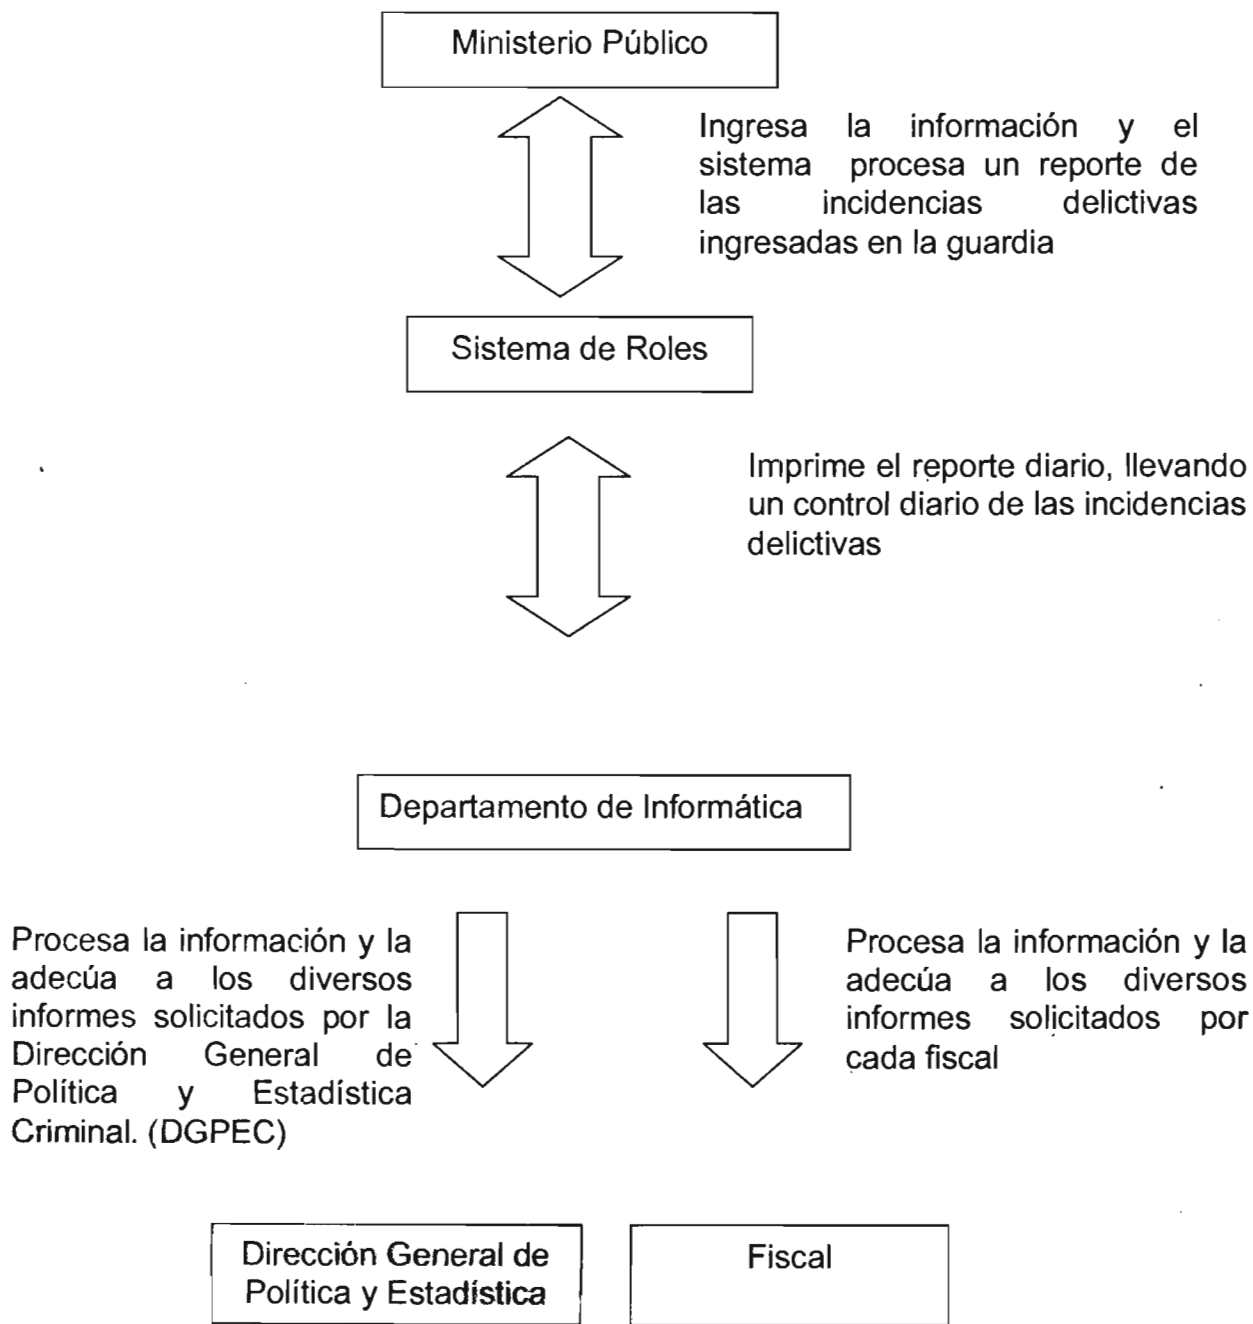 Ministerio Público
Ingresa la información y el
sistema procesa un reporte de
las incidencias delictivas
ingresadas en la guardia
Sistema de Roles
Imprime el reporte diario, llevando
un control diario de las incidencias
delictivas
Departamento de Informática
Procesa la información y la
adecúa a los diversos
informes solicitados por la
Dirección General de
Política y Estadística
Criminal. (DGPEC)
Procesa la información y la
adecúa a los diversos
informes solicitados por
cada fiscal
Dirección General de
Política y Estadística
Fiscal